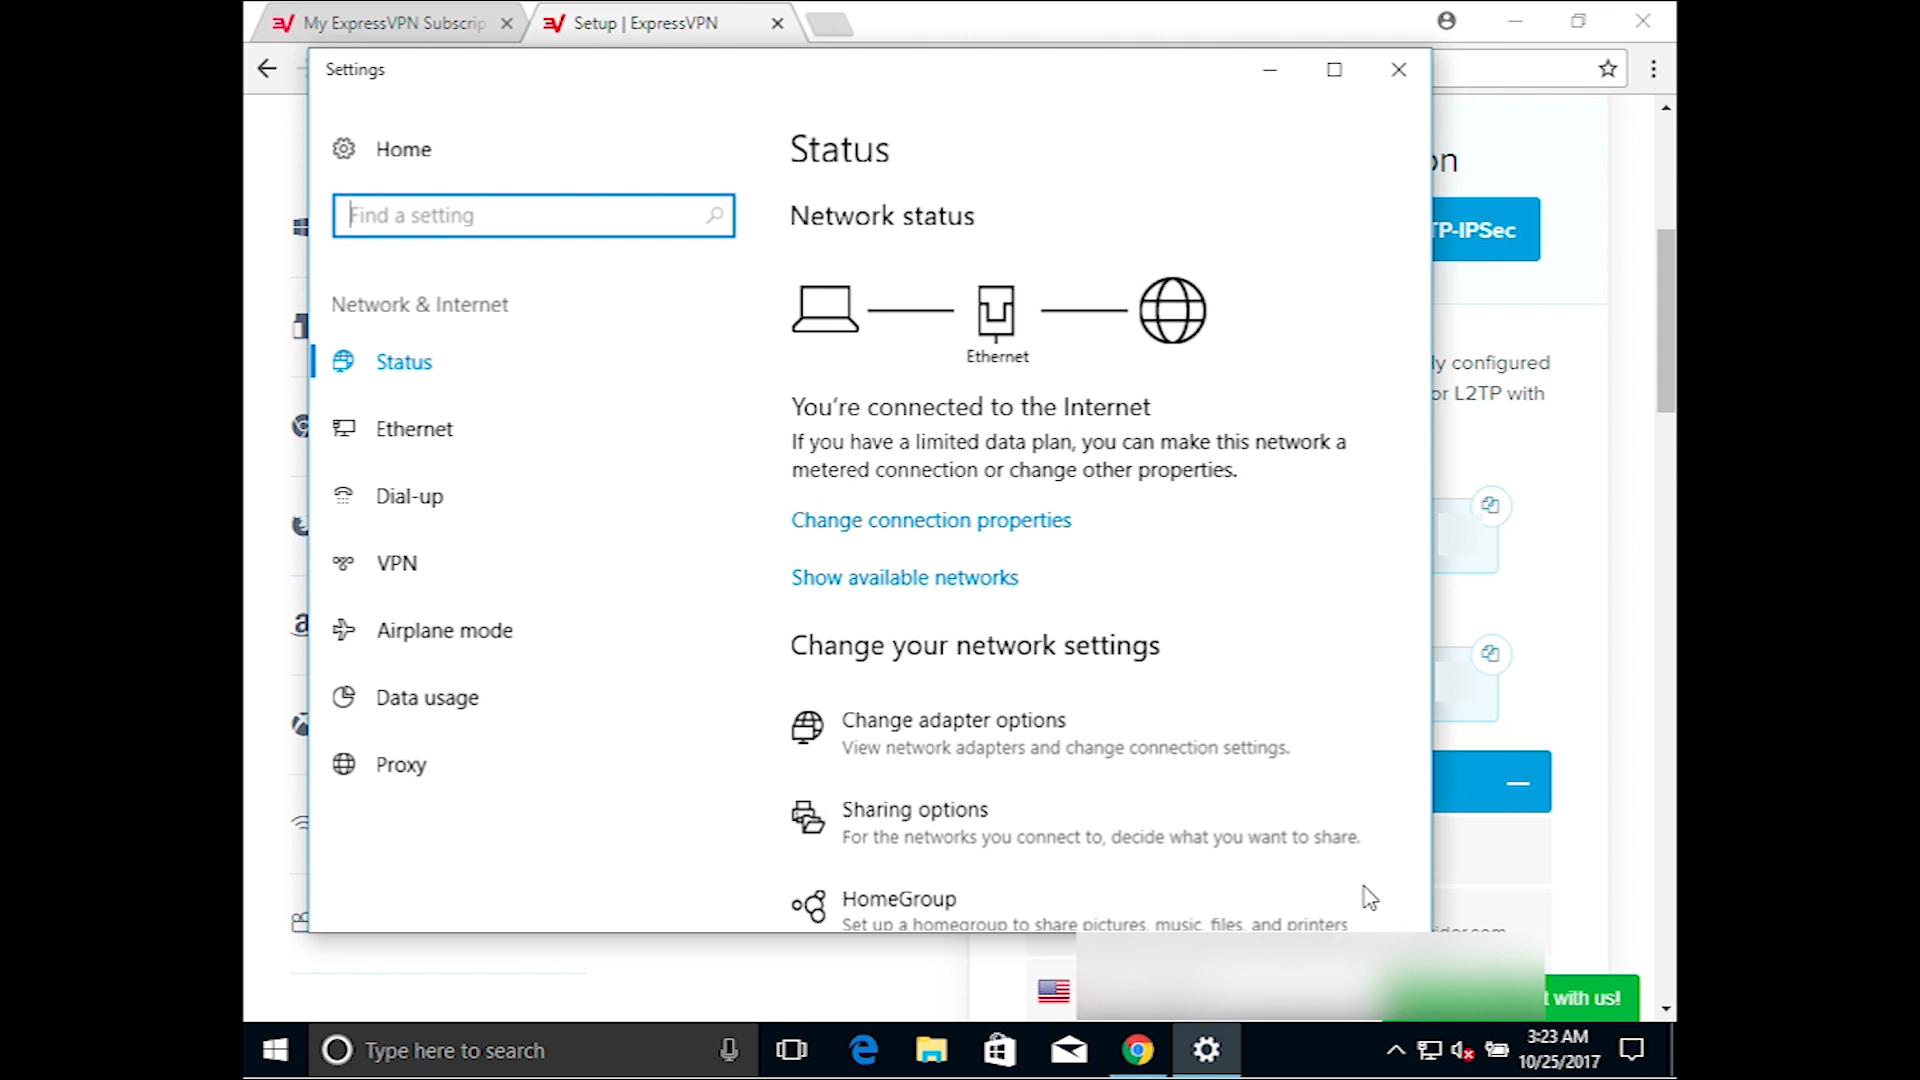 My ExpressVPN Subscrip
Setup | ExpressVPN
Settings
Home
Find a setting
Network & Internet
Status
Ethernet
Dial-up
VPN
Airplane mode
Data usage
Proxy
Status
Network status
Ethernet
You're connected to the Internet
If you have a limited data plan, you can make this network a
metered connection or change other properties.
Change connection properties
Show available networks
Change your network settings
Change adapter options
View network adapters and change connection settings.
Sharing options
For the networks you connect to, decide what you want to share.
HomeGroup
Set up a homegroup to share pictures, music, files, and printers
on
TP-IPSec
ly configured
or L2TP with
ider.com
t with us!
Type here to search
3:23 AM
10/25/2017